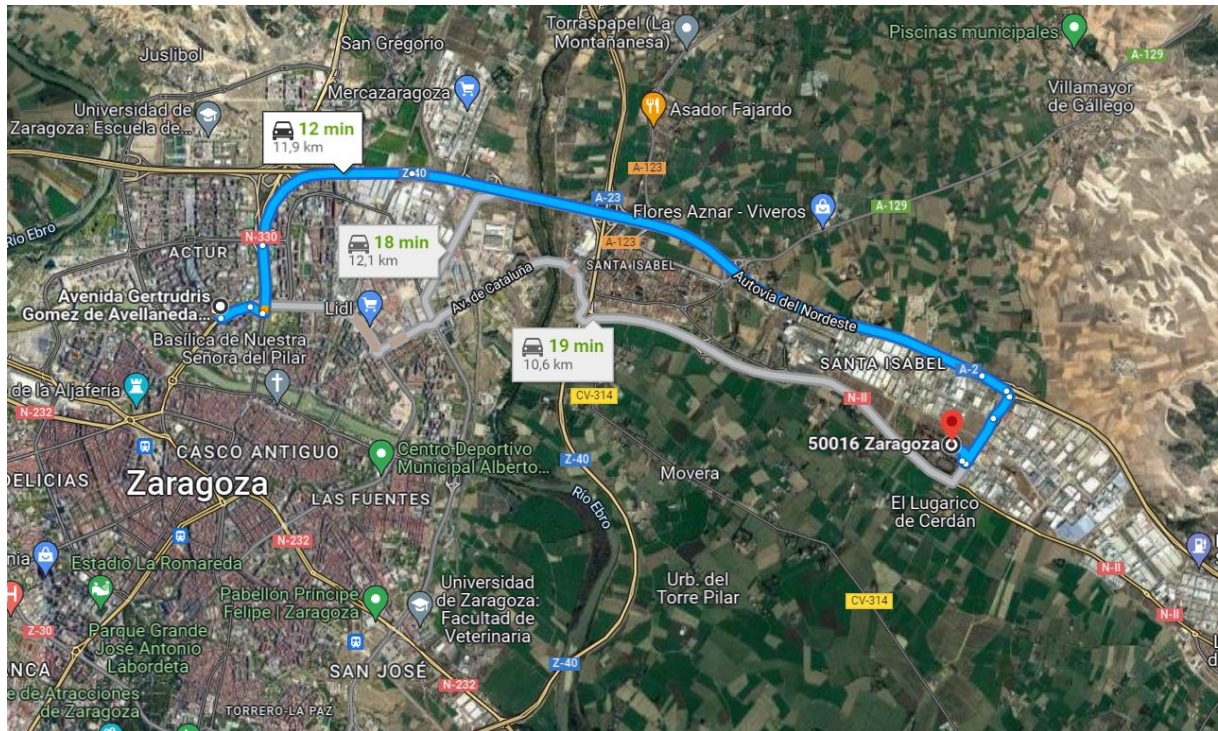 Torraspapel (La
Montañanesa)
Piscinas municipales
San Gregorio
Juslibol
A-129
Mercazaragoza
Villamayor
de Gállego
Universidad de
Zaragoza: Escuela de...
Asador Fajardo
12 min
11,9 km
A-123
Z-40
A-23
Flores Aznar - Viveros
A-129
Río Ebro
N-330
ACTUR
18 min
12,1 km
A-123
SANTA ISABEL
Av. de Cataluña
Autovía del Nordeste
Avenida Gertrudris
Gomez de Avellaneda...
Lidl
Basílica de Nuestra
Señora del Pilar
19 min
10,6 km
SANTA ISABEL
A-2
de la Aljafería
CV-314
N-II
N-232
50016 Zaragoza
CASCO ANTIGUO
Centro Deportivo
Municipal Alberto...
Z-40
Movera
DELICIAS
Zaragoza
LAS FUENTES
Río Ebro
El Lugarico
de Cerdán
N-232
nia
Estadio La Romareda
N-II
Pabellón Príncipe
Felipe | Zaragoza
Universidad
de Zaragoza:
Facultad de
Veterinaria
Urb. del
Torre Pilar
CV-314
Z-30
Parque Grande
José Antonio
Labordeta
N-II
ANCA
SAN JOSÉ
Z-40
N-232
e de Atracciones
de Zaragoza
TORRERO-LA PAZ